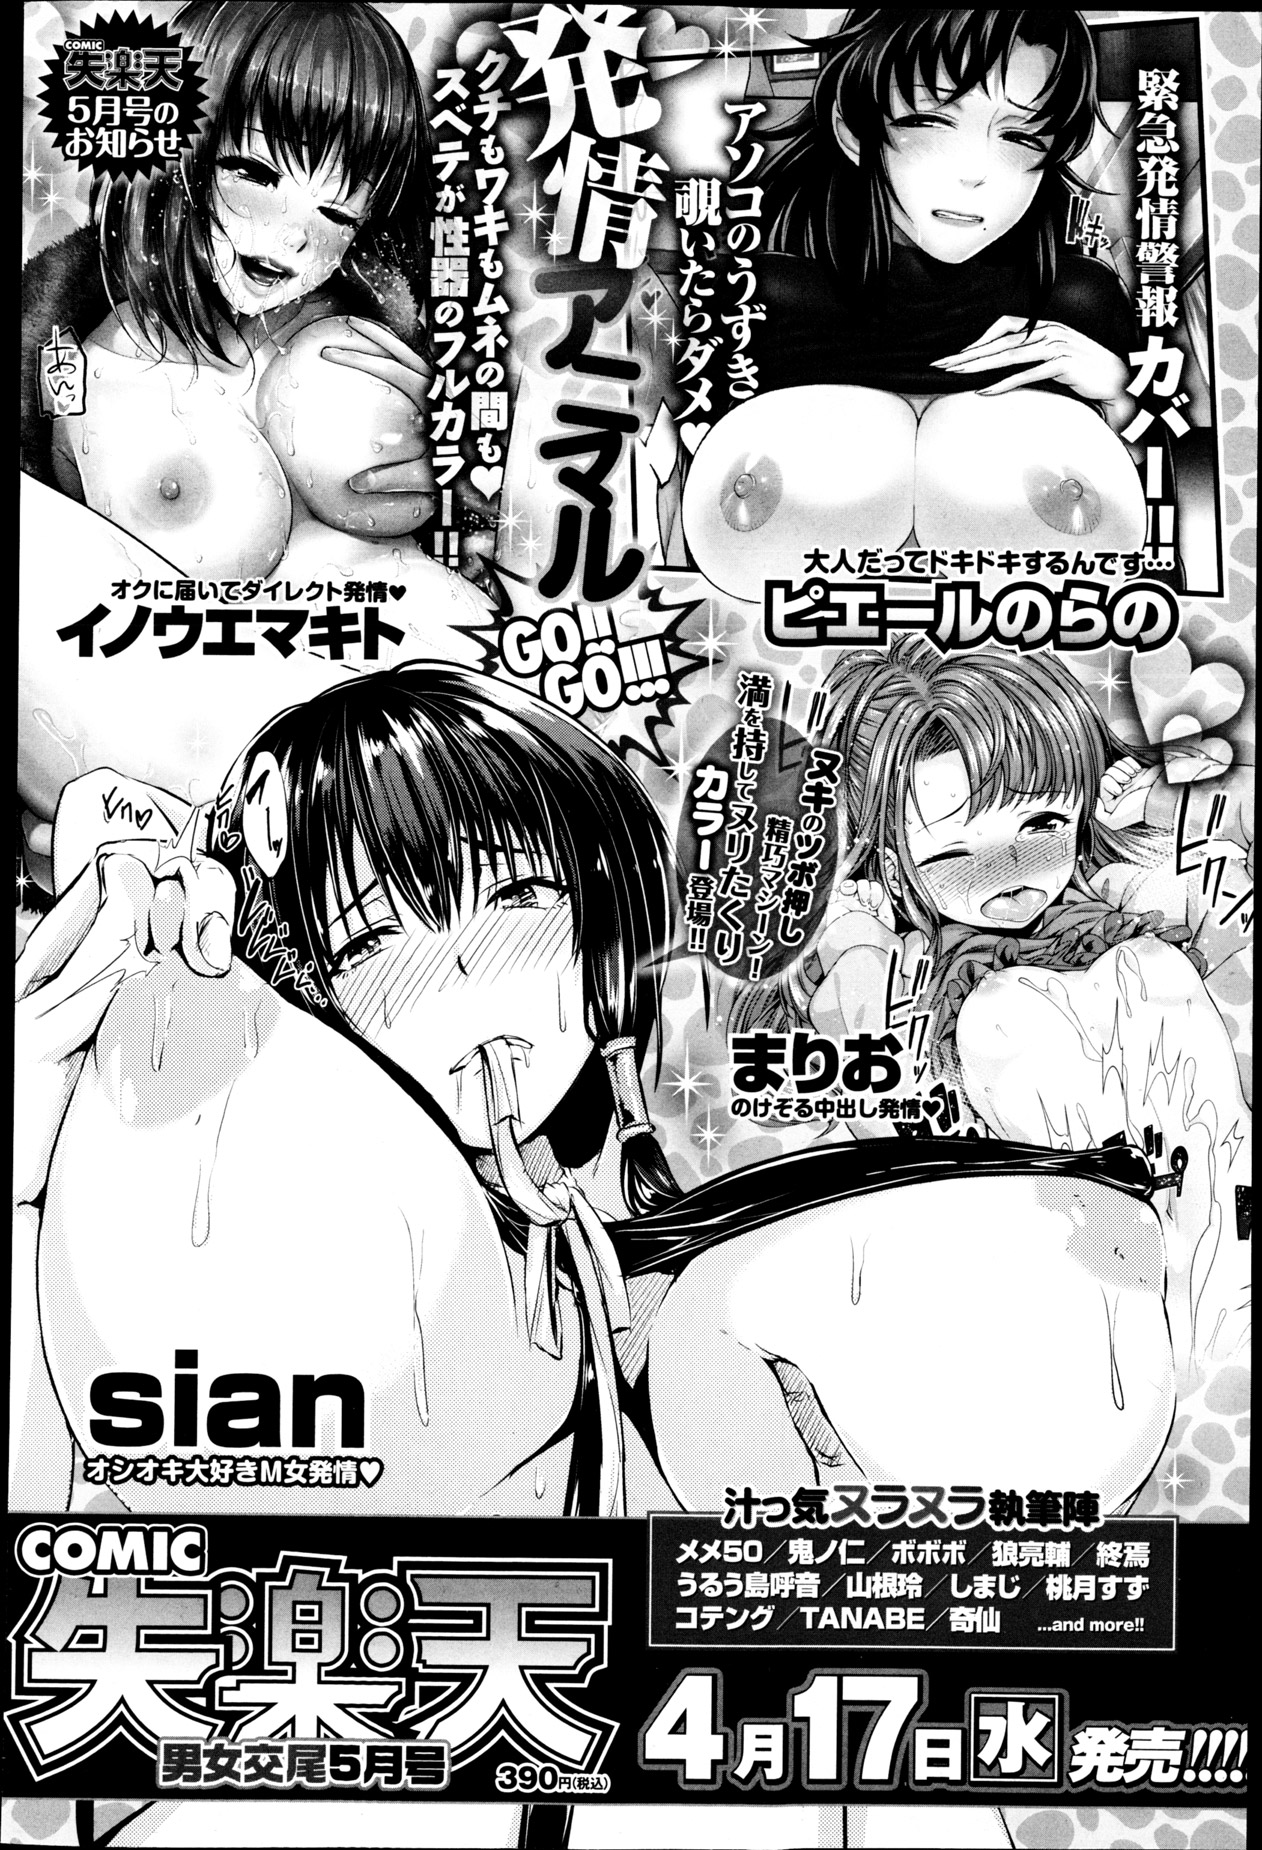 COMIC
失楽天
5月号の
お知らせ
緊急発情警報カバー!!
アソコのうずき
覗いたらダメ♥
発情アニマル
GO!!
GO!!!
クチもワキもムネの間も♥
スベテが性器のフルカラー!!
あんっ
大人だってドキドキするんです…
ピエールのらの
オクに届いてダイレクト発情♥
イノウエマキト
ヌキのツボ押し
精巧マシーン!
満を持してヌリたくり
カラー登場!!
まりお
のけぞる中出し発情♥
sian
オシオキ大好きM女発情♥
汁っ気ヌラヌラ執筆陣
メメ50／鬼ノ仁／ボボボ／狼亮輔／終焉
うるう島呼音／山根玲／しまじ／桃月すず
コテング／TANABE／奇仙 ...and more!!
COMIC
失楽天
男女交尾5月号
390円(税込)
4月17日水発売!!!!!